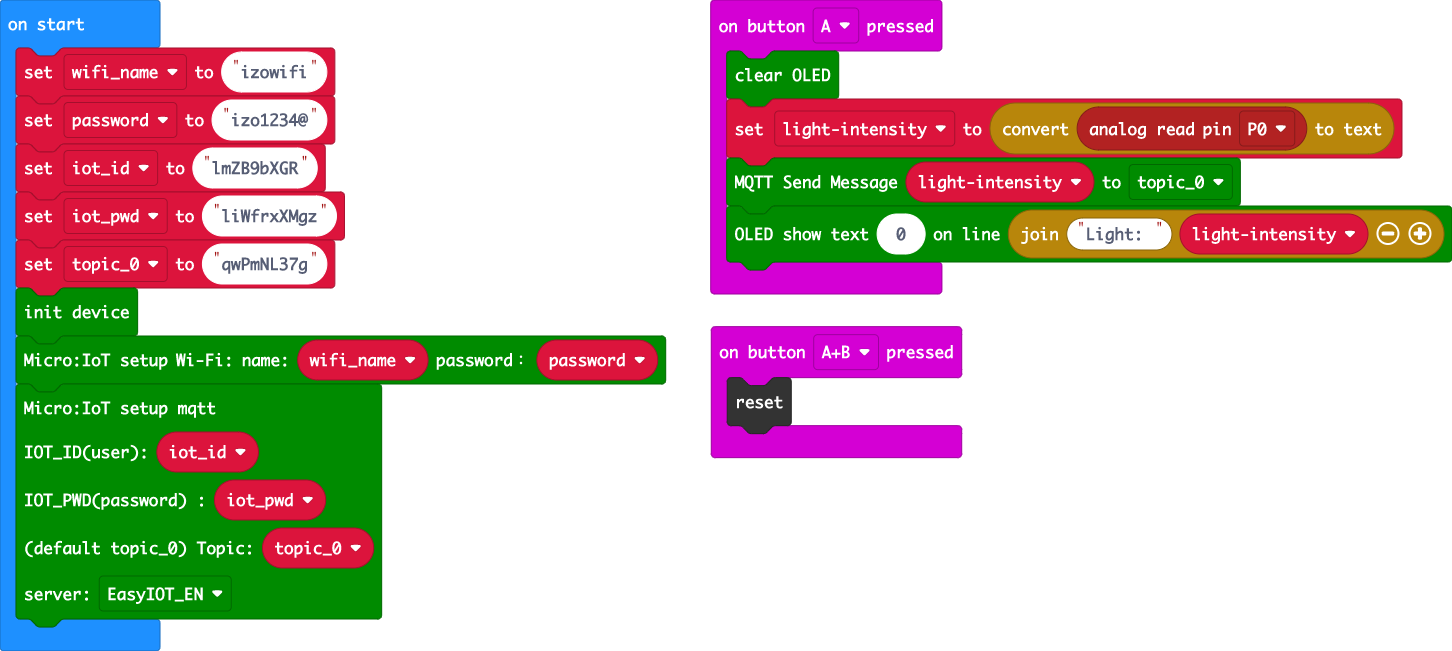 on start
set wifi_name to "izowifi"
set password to "izo1234@"
set iot_id to "lmZB9bXGR"
set iot_pwd to "liWfrxXMgz"
set topic_0 to "qwPmNL37g"
init device
Micro:IoT setup Wi-Fi: name: wifi_name password: password
Micro:IoT setup mqtt
IOT_ID(user): iot_id
IOT_PWD(password) : iot_pwd
(default topic_0) Topic: topic_0
server: EasyIOT_EN
on button A pressed
clear OLED
set light-intensity to convert analog read pin P0 to text
MQTT Send Message light-intensity to topic_0
OLED show text 0 on line join "Light: " light-intensity
on button A+B pressed
reset